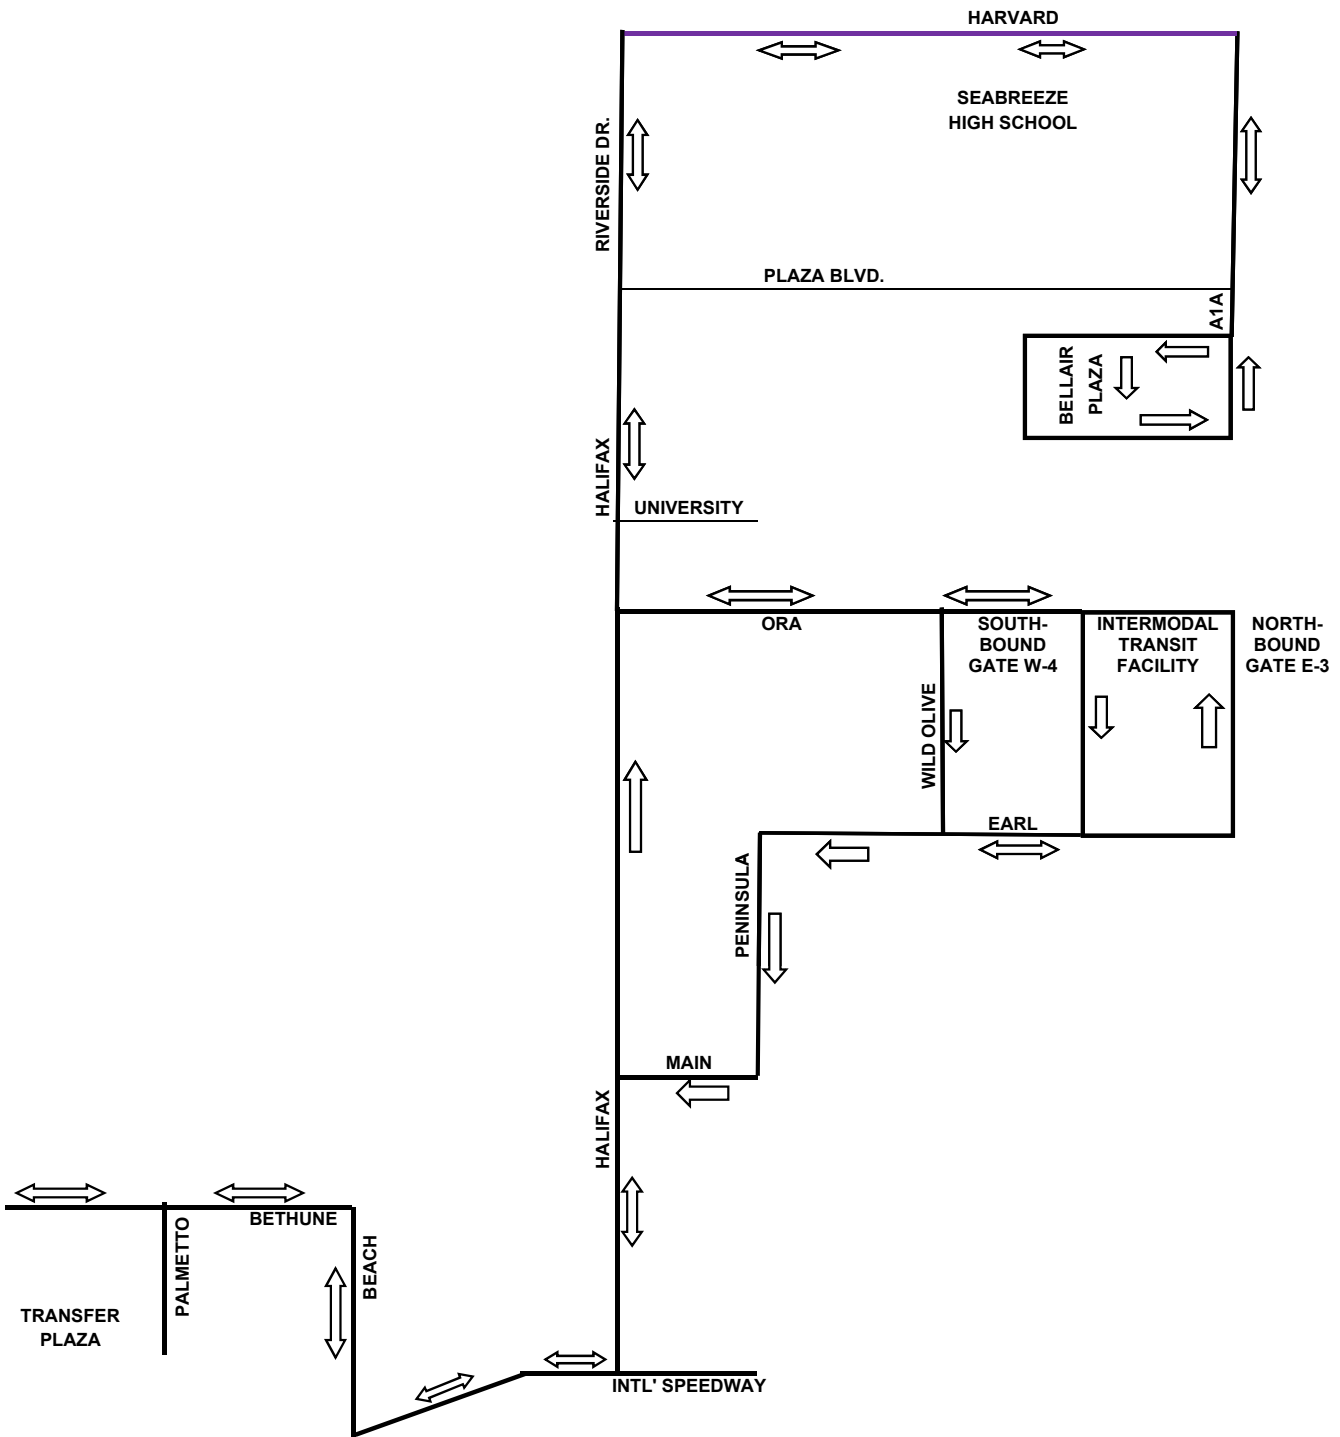 HARVARD
SEABREEZE
HIGH SCHOOL
RIVERSIDE DR.
PLAZA BLVD.
A1A
BELLAIR
PLAZA
HALIFAX
UNIVERSITY
ORA
SOUTH-
BOUND
GATE W-4
INTERMODAL
TRANSIT
FACILITY
NORTH-
BOUND
GATE E-3
WILD OLIVE
EARL
PENINSULA
MAIN
HALIFAX
BETHUNE
PALMETTO
BEACH
TRANSFER
PLAZA
INTL' SPEEDWAY